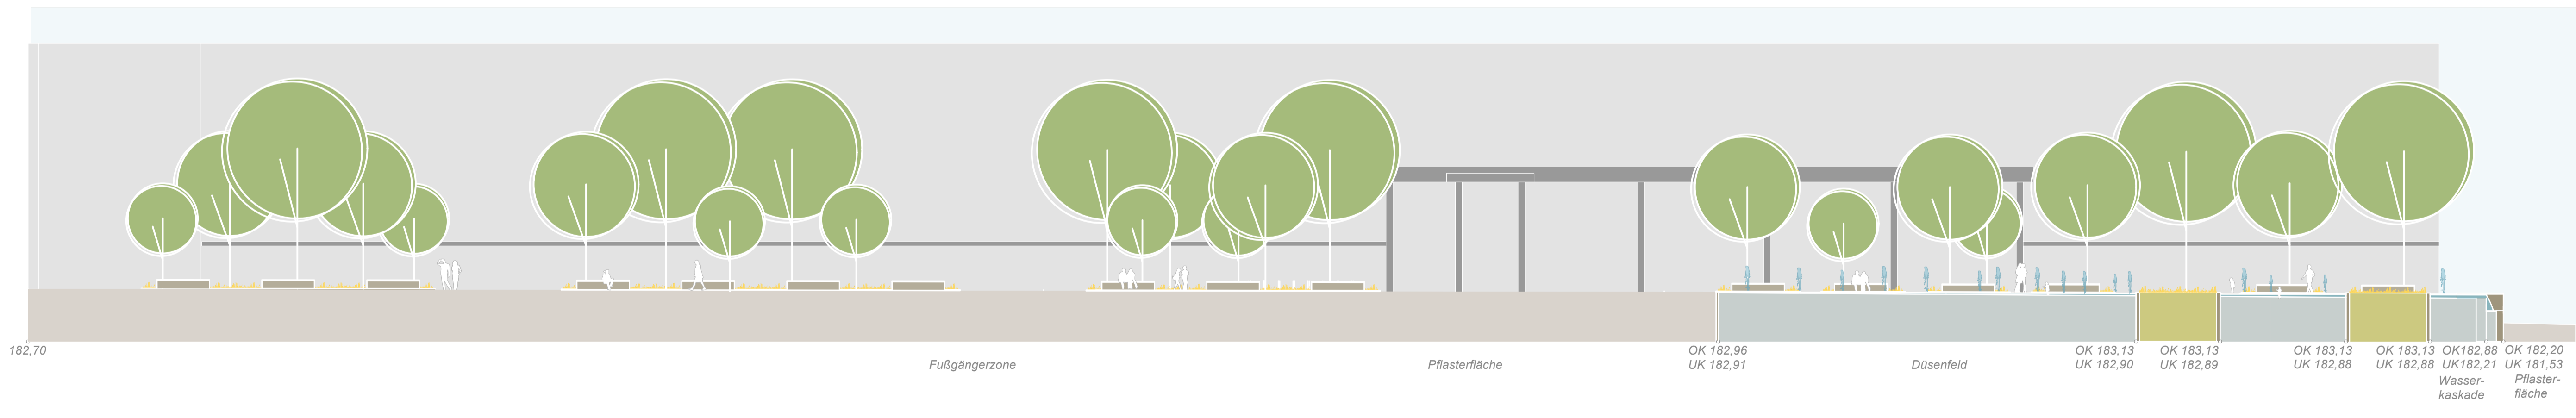 182,70
Fußgängerzone
Pflasterfläche
OK 182,96
UK 182,91
Düsenfeld
OK 183,13
UK 182,90
OK 183,13
UK 182,89
OK 183,13
UK 182,88
OK 183,13
UK 182,88
OK182,88
UK182,21
Wasser-
kaskade
OK 182,20
UK 181,53
Pflaster-
fläche